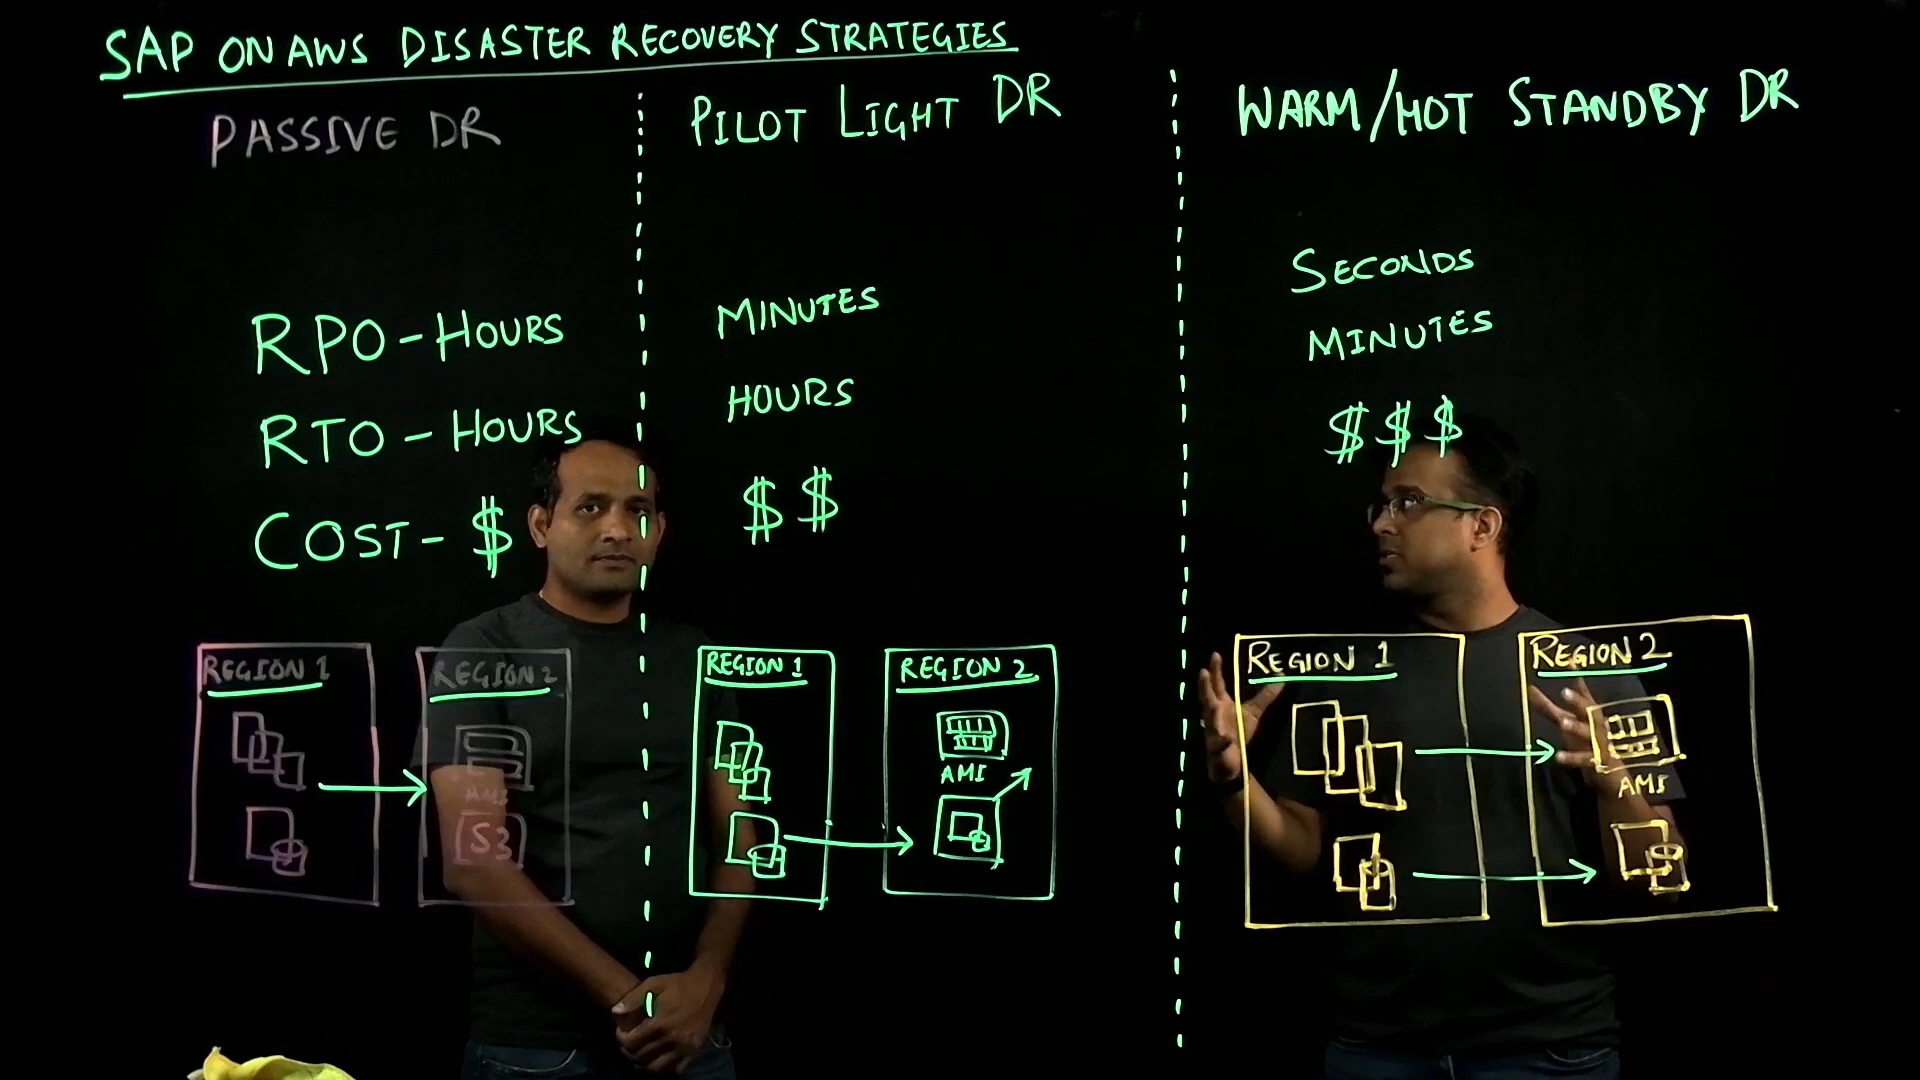 SAP ON AWS DISASTER RECOVERY STRATEGIES
PASSIVE DR
RPO - HOURS
RTO - HOURS
COST - $
REGION 1
REGION 2
AMI
S3
PILOT LIGHT DR
MINUTES
HOURS
$ $
REGION 1
REGION 2
AMI
WARM/HOT STANDBY DR
SECONDS
MINUTES
$ $ $
REGION 1
REGION 2
AMI